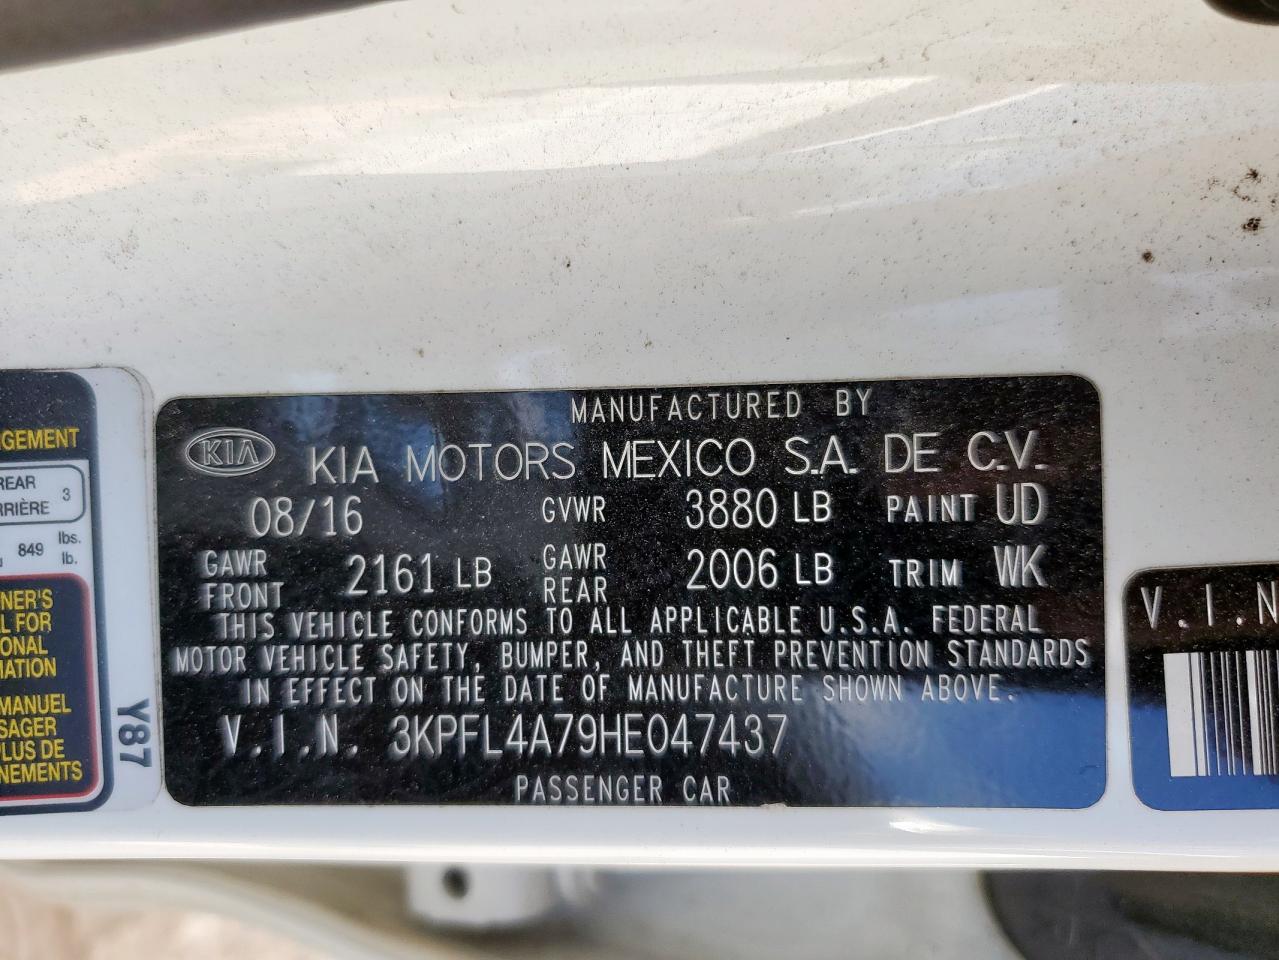 GEMENT
REAR
RRIÈRE 3
849 lbs.
lb.
NER'S
L FOR
ONAL
MATION
MANUEL
SAGER
PLUS DE
NEMENTS
Y87
MANUFACTURED BY
KIA KIA MOTORS MEXICO S.A. DE C.V.
08/16 GVWR 3880 LB PAINT UD
GAWR FRONT 2161 LB GAWR REAR 2006 LB TRIM WK
THIS VEHICLE CONFORMS TO ALL APPLICABLE U.S.A. FEDERAL
MOTOR VEHICLE SAFETY, BUMPER, AND THEFT PREVENTION STANDARDS
IN EFFECT ON THE DATE OF MANUFACTURE SHOWN ABOVE.
V.I.N. 3KPFL4A79HE047437
PASSENGER CAR
V.I.N